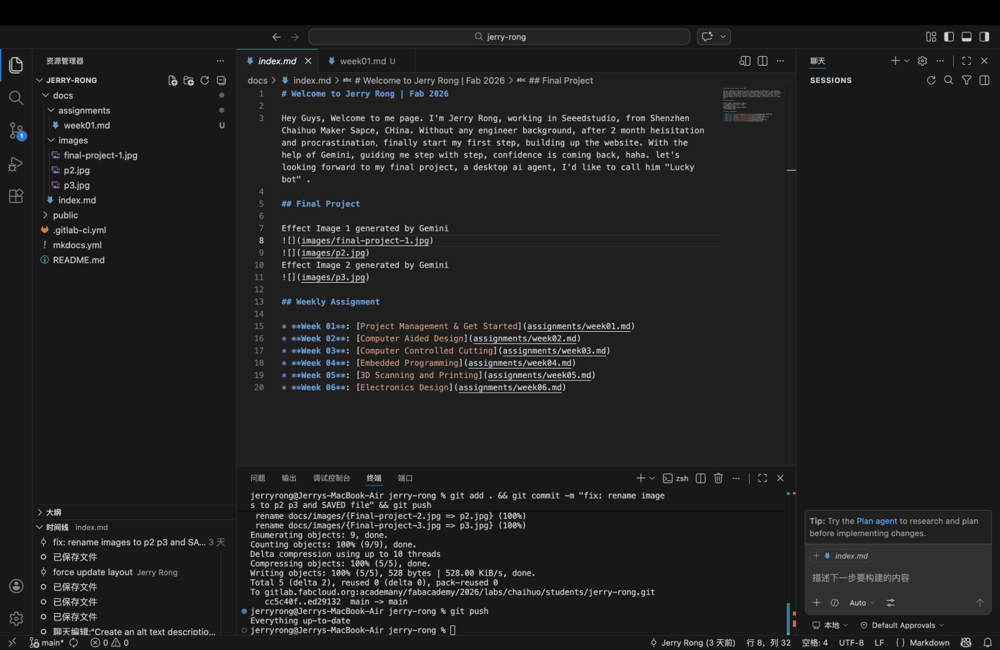 jerry-rong
资源管理器
JERRY-RONG
docs
assignments
week01.md
U
images
final-project-1.jpg
p2.jpg
p3.jpg
index.md
public
.gitlab-ci.yml
mkdocs.yml
README.md
1
大纲
时间线 index.md
fix: rename images to p2 p3 and SA... 3 天
已保存文件
force update layout Jerry Rong
已保存文件
已保存文件
已保存文件
聊天编辑:“Create an alt text descriptio...
index.md
week01.md U
docs > index.md > # Welcome to Jerry Rong | Fab 2026 > ## Final Project
1 # Welcome to Jerry Rong | Fab 2026
2
3 Hey Guys, Welcome to me page. I'm Jerry Rong, working in Seeedstudio, from Shenzhen
Chaihuo Maker Sapce, CHina. Without any engineer background, after 2 month heisitation
and procrastination, finally start my first step, building up the website. With the
help of Gemini, guiding me step with step, confidence is coming back, haha. let's
looking forward to my final project, a desktop ai agent, I'd like to call him "Lucky
bot" .
4
5 ## Final Project
6
7 Effect Image 1 generated by Gemini
8 ![](images/final-project-1.jpg)
9 ![](images/p2.jpg)
10 Effect Image 2 generated by Gemini
11 ![](images/p3.jpg)
12
13 ## Weekly Assignment
14
15 * **Week 01**: [Project Management & Get Started](assignments/week01.md)
16 * **Week 02**: [Computer Aided Design](assignments/week02.md)
17 * **Week 03**: [Computer Controlled Cutting](assignments/week03.md)
18 * **Week 04**: [Embedded Programming](assignments/week04.md)
19 * **Week 05**: [3D Scanning and Printing](assignments/week05.md)
20 * **Week 06**: [Electronics Design](assignments/week06.md)
问题 输出 调试控制台 终端 端口
zsh
jerryrong@Jerrys-MacBook-Air jerry-rong % git add . && git commit -m "fix: rename image
s to p2 p3 and SAVED file" && git push
rename docs/images/{Final-project-2.jpg => p2.jpg} (100%)
rename docs/images/{Final-project-3.jpg => p3.jpg} (100%)
Enumerating objects: 9, done.
Counting objects: 100% (9/9), done.
Delta compression using up to 10 threads
Compressing objects: 100% (5/5), done.
Writing objects: 100% (5/5), 528 bytes | 528.00 KiB/s, done.
Total 5 (delta 2), reused 0 (delta 0), pack-reused 0
To gitlab.fabcloud.org:academany/fabacademy/2026/labs/chaihuo/students/jerry-rong.git
cc5c40f..ed29132 main -> main
jerryrong@Jerrys-MacBook-Air jerry-rong % git push
Everything up-to-date
jerryrong@Jerrys-MacBook-Air jerry-rong %
聊天
SESSIONS
Tip: Try the Plan agent to research and plan
before implementing changes.
index.md
描述下一步要构建的内容
Auto
本地 Default Approvals
main* 0 0
Jerry Rong (3 天前) 行 8，列 32 空格: 4 UTF-8 LF { } Markdown